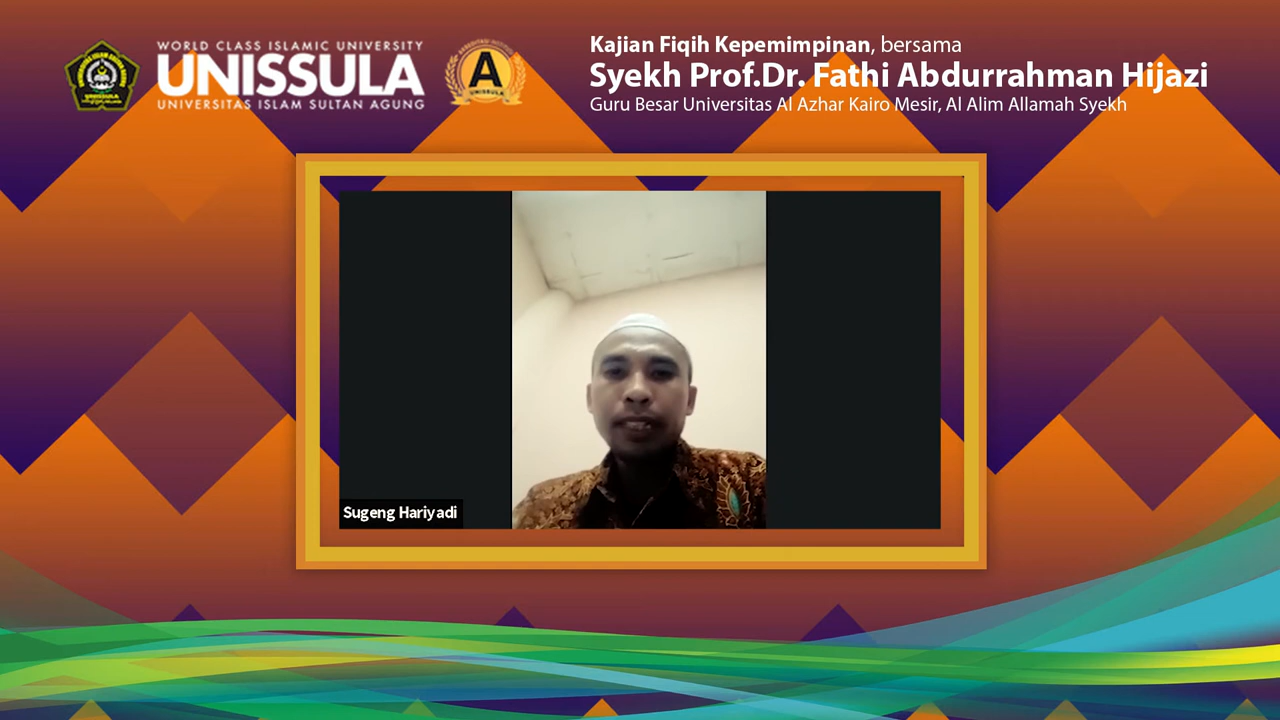 WORLD CLASS ISLAMIC UNIVERSITY
UNISSULA
UNIVERSITAS ISLAM SULTAN AGUNG
A
UNISSULA
Kajian Fiqih Kepemimpinan, bersama
Syekh Prof.Dr. Fathi Abdurrahman Hijazi
Guru Besar Universitas Al Azhar Kairo Mesir, Al Alim Allamah Syekh
Sugeng Hariyadi